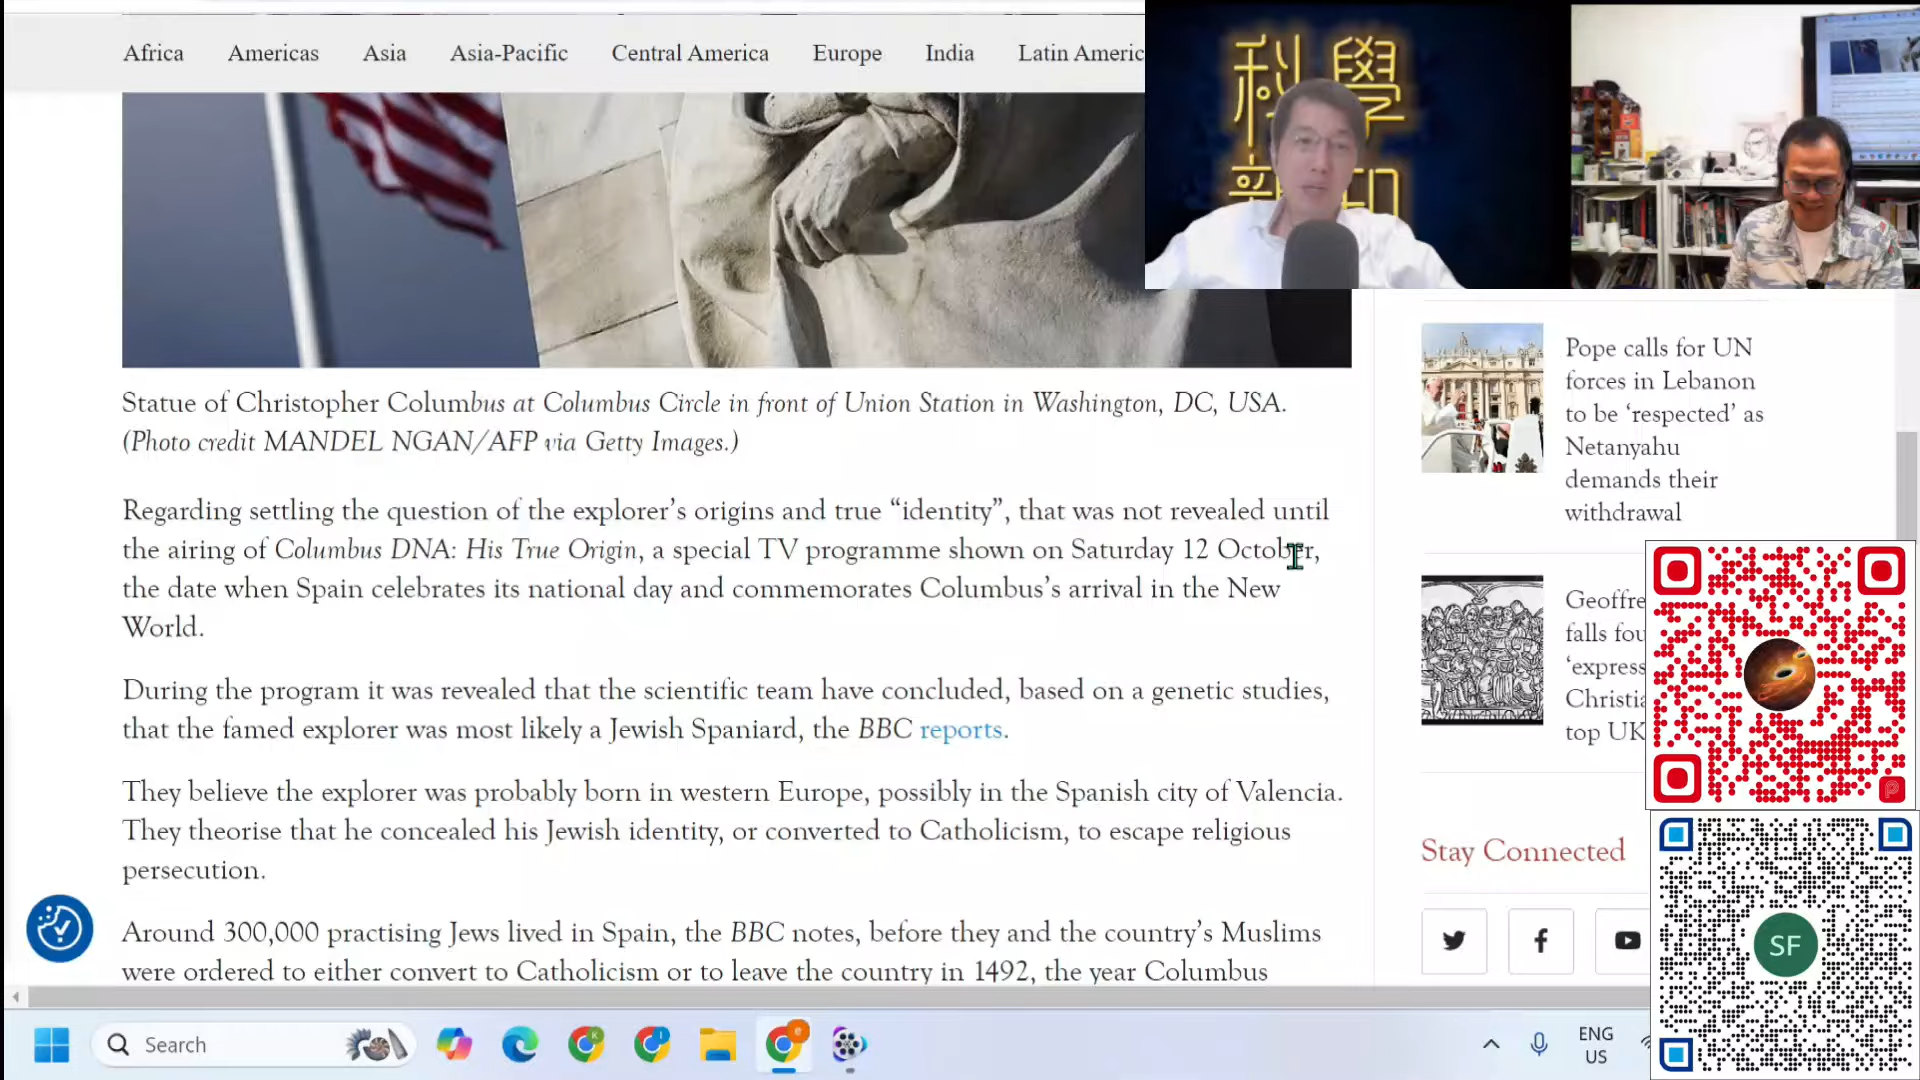 Africa Americas Asia Asia-Pacific Central America Europe India Latin Americ
科學
新知
Statue of Christopher Columbus at Columbus Circle in front of Union Station in Washington, DC, USA.
(Photo credit MANDEL NGAN/AFP via Getty Images.)
Regarding settling the question of the explorer’s origins and true “identity”, that was not revealed until
the airing of Columbus DNA: His True Origin, a special TV programme shown on Saturday 12 October,
the date when Spain celebrates its national day and commemorates Columbus’s arrival in the New
World.
During the program it was revealed that the scientific team have concluded, based on a genetic studies,
that the famed explorer was most likely a Jewish Spaniard, the BBC reports.
They believe the explorer was probably born in western Europe, possibly in the Spanish city of Valencia.
They theorise that he concealed his Jewish identity, or converted to Catholicism, to escape religious
persecution.
Around 300,000 practising Jews lived in Spain, the BBC notes, before they and the country’s Muslims
were ordered to either convert to Catholicism or to leave the country in 1492, the year Columbus
Pope calls for UN
forces in Lebanon
to be ‘respected’ as
Netanyahu
demands their
withdrawal
Geoffre
falls fou
‘express
Christia
top UK
Stay Connected
SF
Search
ENG
US